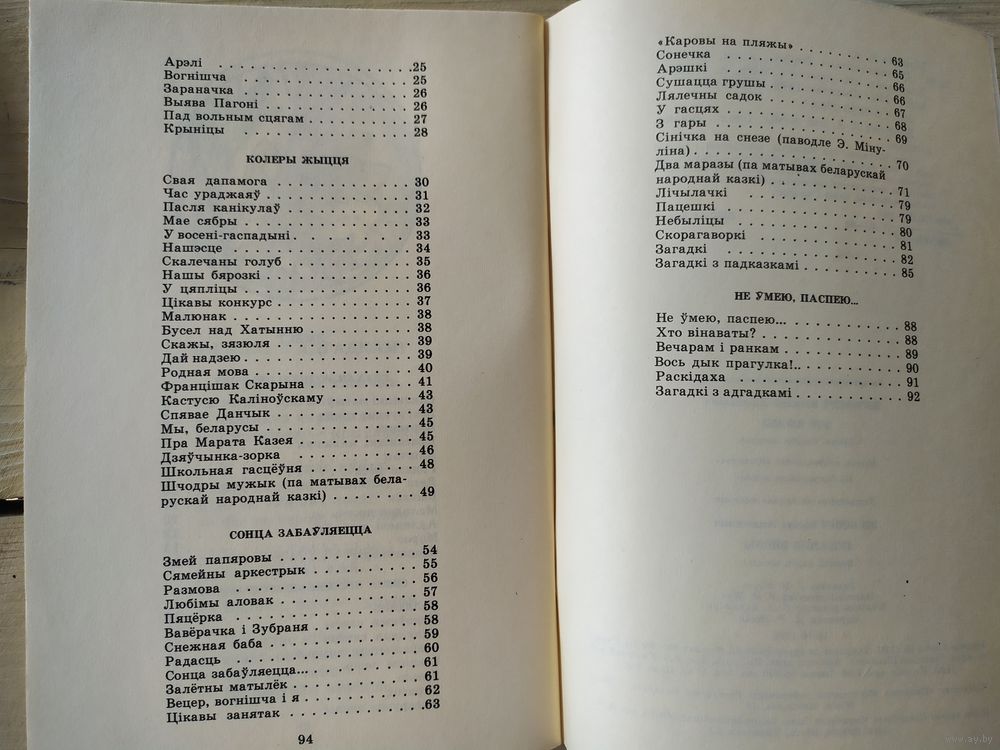 Арэлі . . . . . . . . . . . . . . 25
Вогнішча . . . . . . . . . . . . 25
Зараначка . . . . . . . . . . . . 26
Выява Пагоні . . . . . . . . . . . 26
Пад вольным сцягам . . . . . . . . 27
Крыніцы . . . . . . . . . . . . . 28
КОЛЕРЫ ЖЫЦЦЯ
Свая дапамога . . . . . . . . . . 30
Час ураджаяў . . . . . . . . . . . 31
Пасля канікулаў . . . . . . . . . . 32
Мае сябры . . . . . . . . . . . . 33
У восені-гаспадыні . . . . . . . . 33
Нашэсце . . . . . . . . . . . . . 34
Скалечаны голуб . . . . . . . . . . 35
Нашы бярозкі . . . . . . . . . . . 36
У цяпліцы . . . . . . . . . . . . 36
Цікавы конкурс . . . . . . . . . . 37
Малюнак . . . . . . . . . . . . . 38
Бусел над Хатынню . . . . . . . . . 38
Скажы, зязюля . . . . . . . . . . 39
Дай надзею . . . . . . . . . . . . 39
Родная мова . . . . . . . . . . . 40
Францішак Скарына . . . . . . . . . 41
Кастусю Каліноўскаму . . . . . . . 43
Спявае Данчык . . . . . . . . . . 43
Мы, беларусы . . . . . . . . . . . 45
Пра Марата Казея . . . . . . . . . 45
Дзяўчынка-зорка . . . . . . . . . . 46
Школьная гасцёўня . . . . . . . . . 48
Шчодры мужык (па матывах бела-
рускай народнай казкі) . . . . . . . 49
СОНЦА ЗАБАЎЛЯЕЦЦА
Змей папяровы . . . . . . . . . . 54
Сямейны аркестрык . . . . . . . . . 55
Размова . . . . . . . . . . . . . 56
Любімы аловак . . . . . . . . . . 57
Пяцёрка . . . . . . . . . . . . . 58
Вавёрачка і Зубраня . . . . . . . . 58
Снежная баба . . . . . . . . . . . 59
Радасць . . . . . . . . . . . . . 60
Сонца забаўляецца... . . . . . . . . 61
Залётны матылёк . . . . . . . . . . 61
Вецер, вогнішча і я . . . . . . . . 62
Цікавы занятак . . . . . . . . . . 63
94
«Каровы на пляжы» . . . . . . . . . 63
Сонечка . . . . . . . . . . . . . 65
Арэшкі . . . . . . . . . . . . . 66
Сушацца грушы . . . . . . . . . . 66
Лялечны садок . . . . . . . . . . 67
У гасцях . . . . . . . . . . . . 68
З гары . . . . . . . . . . . . . 69
Сінічка на снезе (паводле Э. Міну-
ліна) . . . . . . . . . . . . . . 70
Два маразы (па матывах беларускай
народнай казкі) . . . . . . . . . . 71
Лічылачкі . . . . . . . . . . . . 79
Пацешкі . . . . . . . . . . . . . 79
Небыліцы . . . . . . . . . . . . 80
Скорагаворкі . . . . . . . . . . . 81
Загадкі . . . . . . . . . . . . . 82
Загадкі з падказкамі . . . . . . . . 85
НЕ ЎМЕЮ, ПАСПЕЮ...
Не ўмею, паспею... . . . . . . . . . 88
Хто вінаваты? . . . . . . . . . . 88
Вечарам і ранкам . . . . . . . . . 89
Вось дык прагулка!.. . . . . . . . . 90
Раскідаха . . . . . . . . . . . . 91
Загадкі з адгадкамі . . . . . . . . 92
www.ay.by